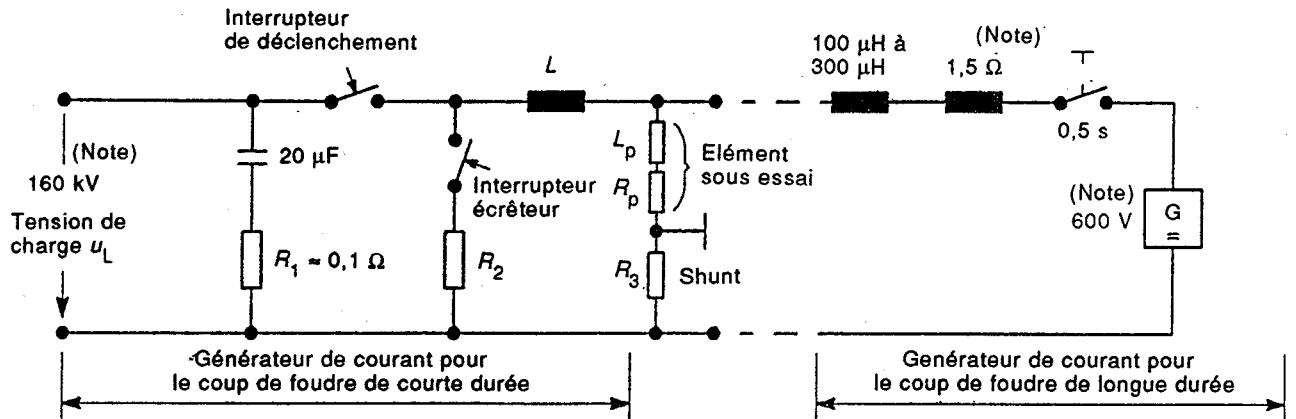 Interrupteur
de déclenchement
L
100 µH à
300 µH
(Note)
1,5 Ω
0,5 s
(Note)
160 kV
Tension de
charge uL
20 µF
R1 ≈ 0,1 Ω
Interrupteur
écrêteur
R2
Lp
Rp
Elément
sous essai
R3
Shunt
(Note)
600 V
G
=
Générateur de courant pour
le coup de foudre de courte durée
Genérateur de courant pour
le coup de foudre de longue durée